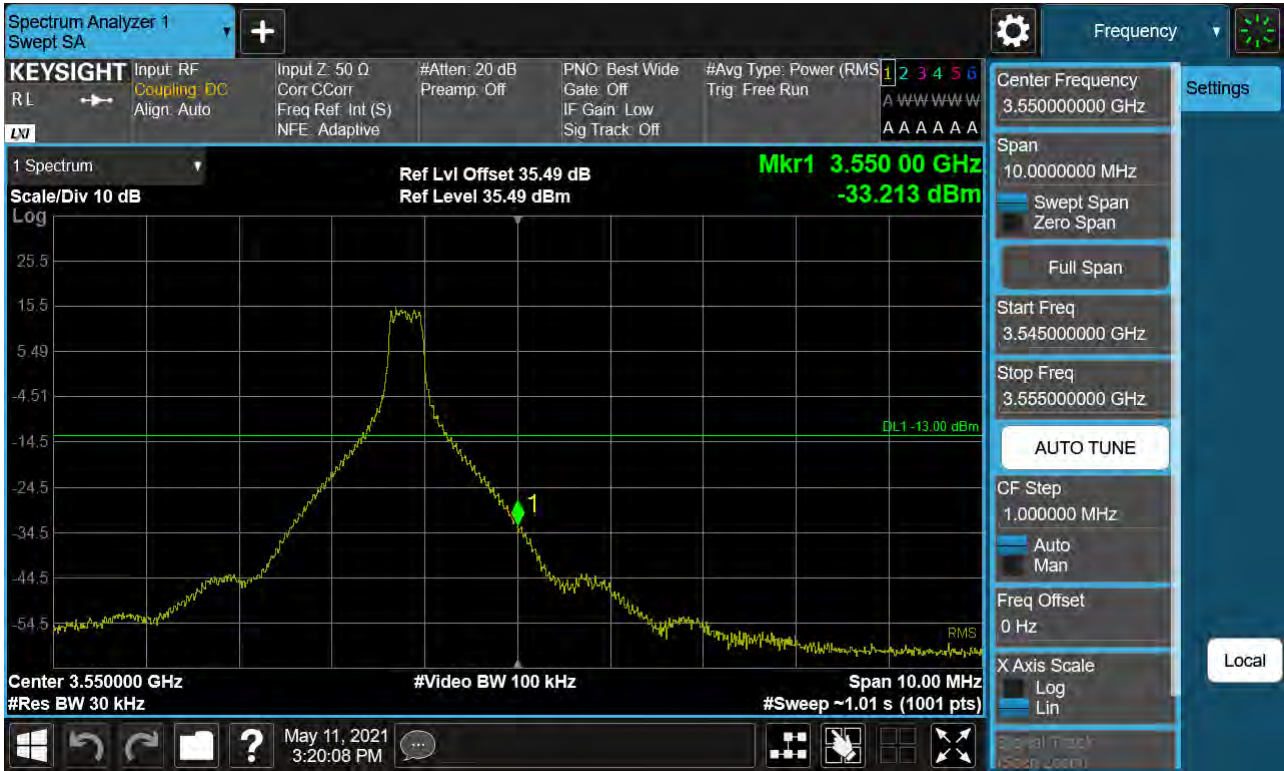 Spectrum Analyzer 1
Swept SA
+
Frequency
KEYSIGHT
R L
LXI
Input: RF
Coupling: DC
Align: Auto
Input Z: 50 Ω
Corr CCorr
Freq Ref: Int (S)
NFE: Adaptive
#Atten: 20 dB
Preamp: Off
PNO: Best Wide
Gate: Off
IF Gain: Low
Sig Track: Off
#Avg Type: Power (RMS
Trig: Free Run
1 2 3 4 5 6
A W W W W W
A A A A A A
1 Spectrum
Scale/Div 10 dB
Log
Ref Lvl Offset 35.49 dB
Ref Level 35.49 dBm
Mkr1 3.550 00 GHz
-33.213 dBm
25.5
15.5
5.49
-4.51
-14.5
-24.5
-34.5
-44.5
-54.5
DL1 -13.00 dBm
1
RMS
Center 3.550000 GHz
#Res BW 30 kHz
#Video BW 100 kHz
Span 10.00 MHz
#Sweep ~1.01 s (1001 pts)
Center Frequency
3.550000000 GHz
Settings
Span
10.0000000 MHz
Swept Span
Zero Span
Full Span
Start Freq
3.545000000 GHz
Stop Freq
3.555000000 GHz
AUTO TUNE
CF Step
1.000000 MHz
Auto
Man
Freq Offset
0 Hz
X Axis Scale
Log
Lin
Signal Track
(Span Zoom)
Local
?
May 11, 2021
3:20:08 PM